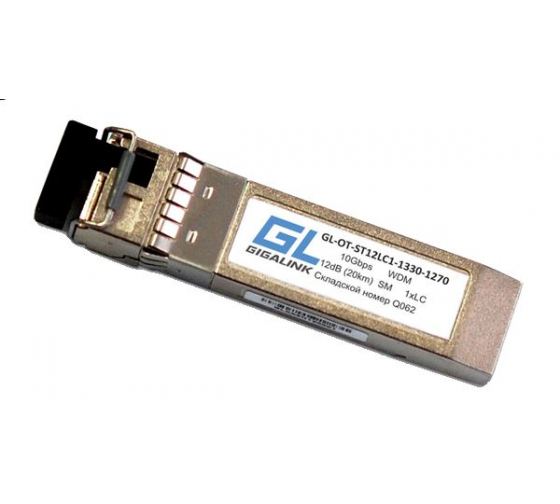 GL
GIGALINK
GL-OT-ST12LC1-1330-1270
10Gbps WDM
12dB (20km) SM 1xLC
Складской номер Q062